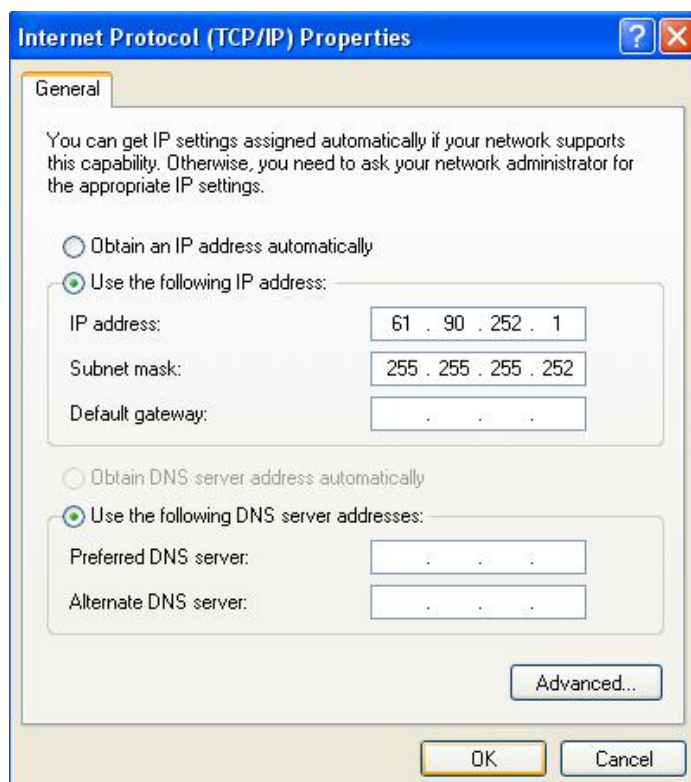 Internet Protocol (TCP/IP) Properties
General
You can get IP settings assigned automatically if your network supports
this capability. Otherwise, you need to ask your network administrator for
the appropriate IP settings.
Obtain an IP address automatically
Use the following IP address:
IP address: 61 . 90 . 252 . 1
Subnet mask: 255 . 255 . 255 . 252
Default gateway: . . .
Obtain DNS server address automatically
Use the following DNS server addresses:
Preferred DNS server: . . .
Alternate DNS server: . . .
Advanced...
OK Cancel